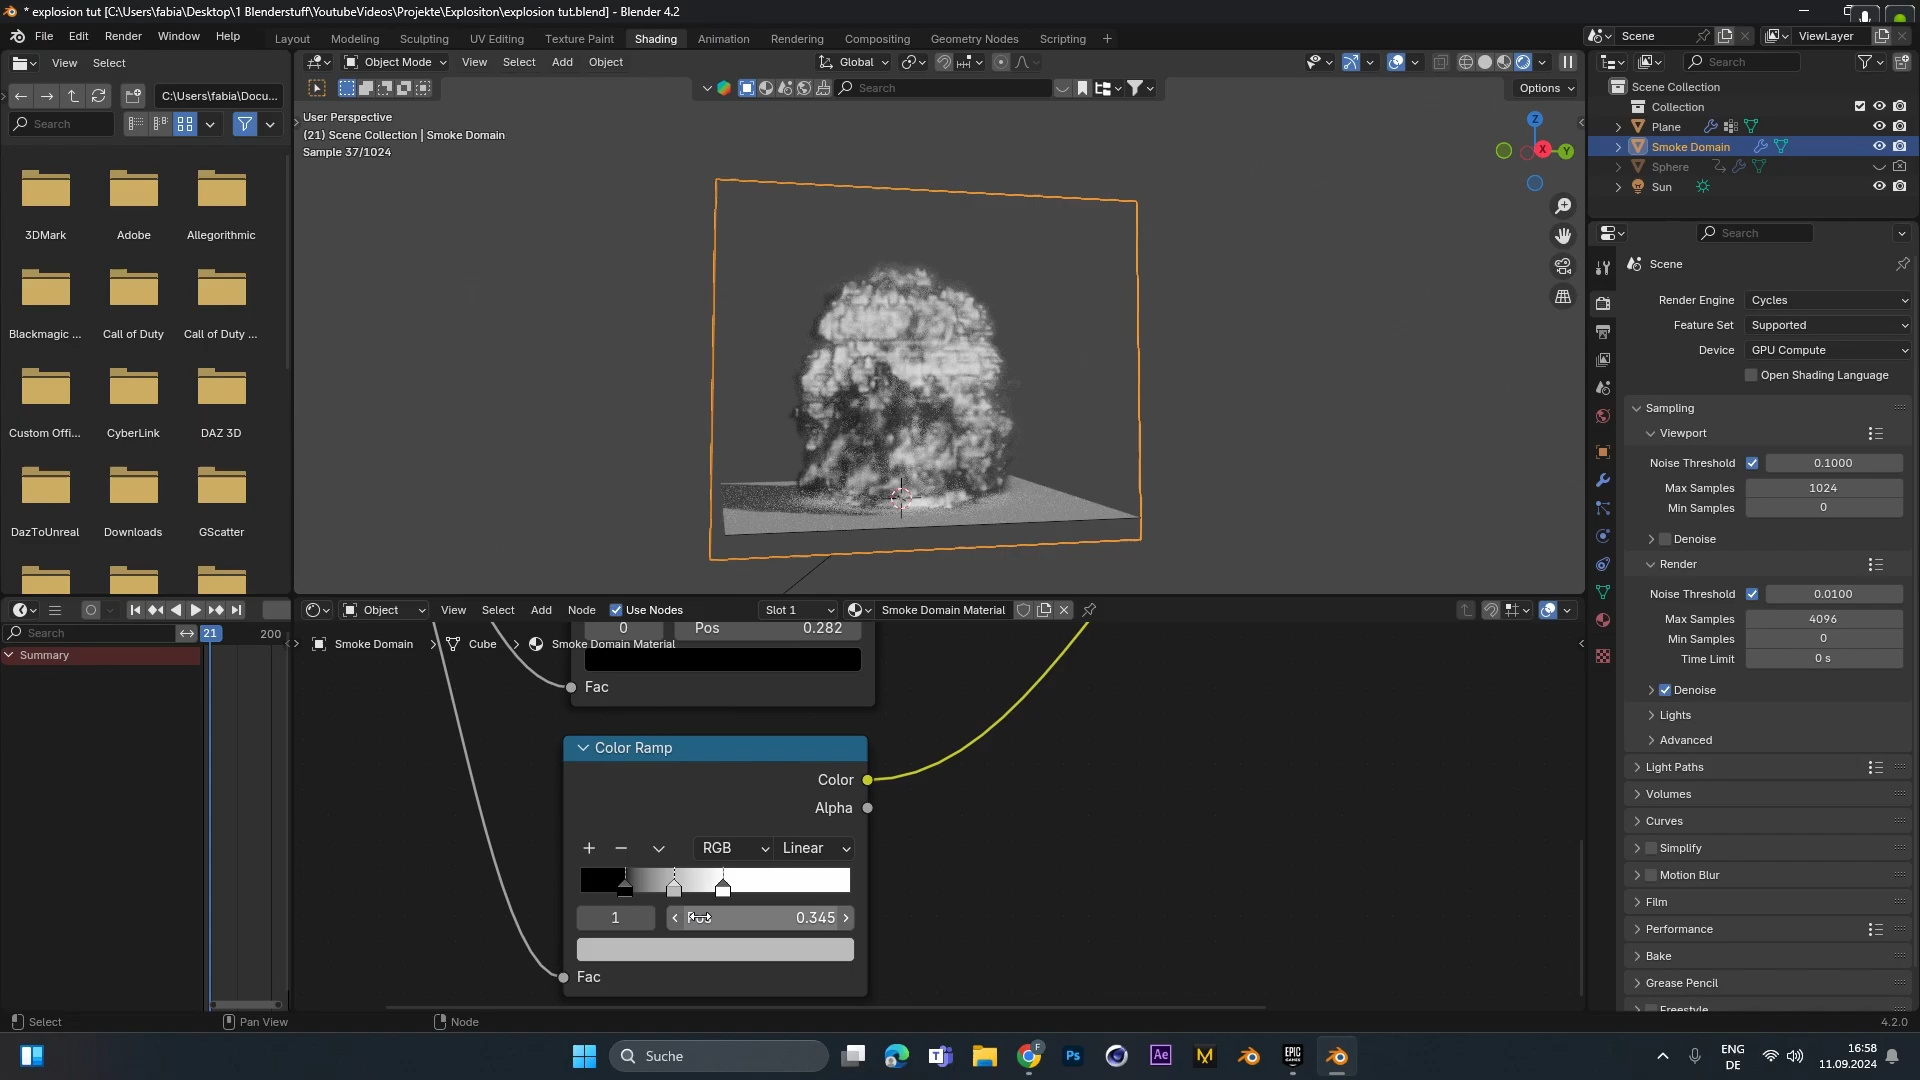 * explosion tut [C:\Users\fabia\Desktop\1 Blenderstuff\YoutubeVideos\Projekte\Explositon\explosion tut.blend] - Blender 4.2
File Edit Render Window Help
Layout Modeling Sculpting UV Editing Texture Paint Shading Animation Rendering Compositing Geometry Nodes Scripting +
Scene
ViewLayer
View Select
Object Mode View Select Add Object
Global
Search
C:\Users\fabia\Docu...
Search
Search
Options
Scene Collection
Collection
Plane
Smoke Domain
Sphere
Sun
User Perspective
(21) Scene Collection | Smoke Domain
Sample 37/1024
Z
X
Y
3DMark Adobe Allegorithmic
Blackmagic ... Call of Duty Call of Duty ...
Custom Offi... CyberLink DAZ 3D
DazToUnreal Downloads GScatter
Search
Scene
Render Engine Cycles
Feature Set Supported
Device GPU Compute
Open Shading Language
Sampling
Viewport
Noise Threshold 0.1000
Max Samples 1024
Min Samples 0
Denoise
Render
Noise Threshold 0.0100
Max Samples 4096
Min Samples 0
Time Limit 0 s
Denoise
Lights
Advanced
Light Paths
Volumes
Curves
Simplify
Motion Blur
Film
Performance
Bake
Grease Pencil
Freestyle
Object View Select Add Node Use Nodes Slot 1 Smoke Domain Material
Search
21
200
Summary
0 Pos 0.282
Smoke Domain Cube Smoke Domain Material
Fac
Color Ramp
Color
Alpha
RGB Linear
1 0.345
Fac
Select Pan View Node
4.2.0
Suche
F
Ps
Ae
EPIC
GAMES
ENG
DE
16:58
11.09.2024